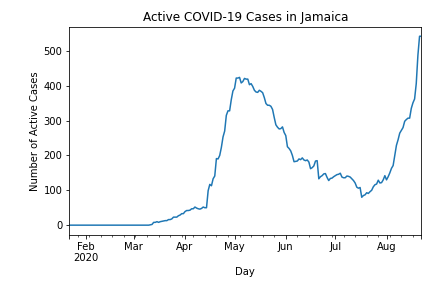 Active COVID-19 Cases in Jamaica
Number of Active Cases
500
400
300
200
100
0
Feb Mar Apr May Jun Jul Aug
2020
Day